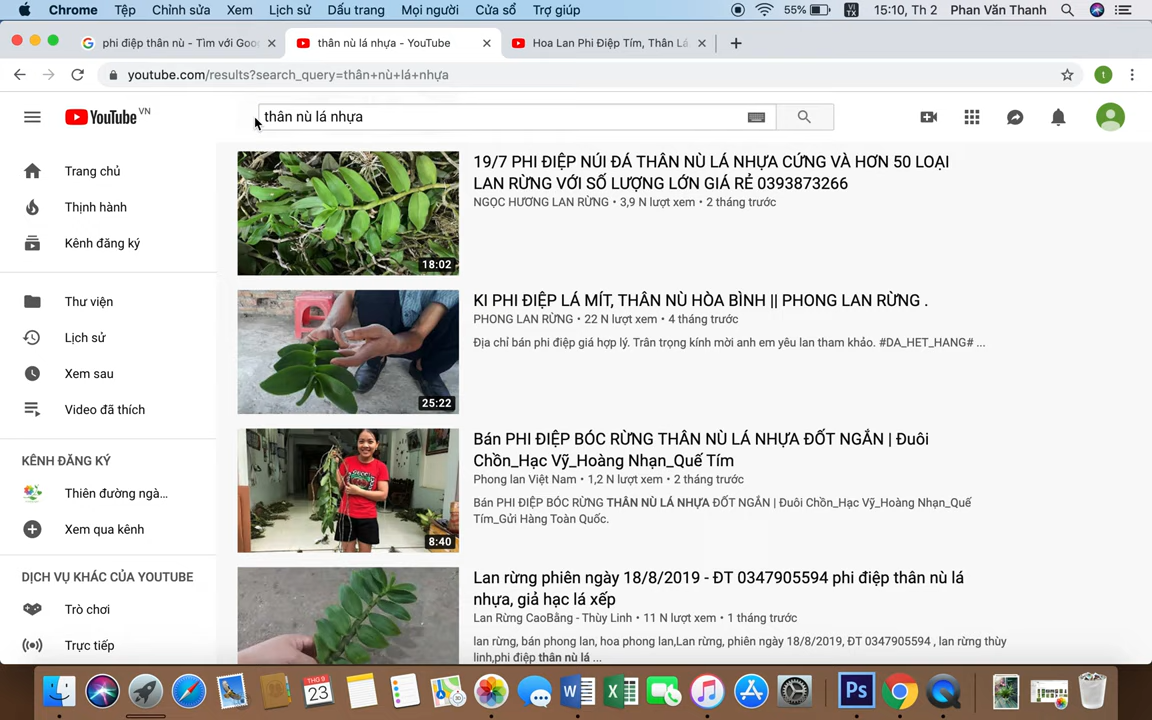 Chrome Tệp Chỉnh sửa Xem Lịch sử Dấu trang Mọi người Cửa sổ Trợ giúp 55% VI TX 15:10, Th 2 Phan Văn Thanh
phi điệp thân nù - Tìm với Goo thân nù lá nhựa - YouTube Hoa Lan Phi Điệp Tím, Thân Lá
youtube.com/results?search_query=thân+nù+lá+nhựa t
YouTube VN thân nù lá nhựa
Trang chủ
Thịnh hành
Kênh đăng ký
Thư viện
Lịch sử
Xem sau
Video đã thích
KÊNH ĐĂNG KÝ
Thiên đường ngà...
Xem qua kênh
DỊCH VỤ KHÁC CỦA YOUTUBE
Trò chơi
Trực tiếp
19/7 PHI ĐIỆP NÚI ĐÁ THÂN NÙ LÁ NHỰA CỨNG VÀ HƠN 50 LOẠI
LAN RỪNG VỚI SỐ LƯỢNG LỚN GIÁ RẺ 0393873266
NGỌC HƯƠNG LAN RỪNG • 3,9 N lượt xem • 2 tháng trước
18:02
KI PHI ĐIỆP LÁ MÍT, THÂN NÙ HÒA BÌNH || PHONG LAN RỪNG .
PHONG LAN RỪNG • 22 N lượt xem • 4 tháng trước
Địa chỉ bán phi điệp giá hợp lý. Trân trọng kính mời anh em yêu lan tham khảo. #DA_HET_HANG# ...
25:22
Bán PHI ĐIỆP BÓC RỪNG THÂN NÙ LÁ NHỰA ĐỐT NGẮN | Đuôi
Chồn_Hạc Vỹ_Hoàng Nhạn_Quế Tím
Phong lan Việt Nam • 1,2 N lượt xem • 2 tháng trước
Bán PHI ĐIỆP BÓC RỪNG THÂN NÙ LÁ NHỰA ĐỐT NGẮN | Đuôi Chồn_Hạc Vỹ_Hoàng Nhạn_Quế
Tím_Gửi Hàng Toàn Quốc.
8:40
Lan rừng phiên ngày 18/8/2019 - ĐT 0347905594 phi điệp thân nù lá
nhựa, giả hạc lá xếp
Lan Rừng CaoBằng - Thùy Linh • 11 N lượt xem • 1 tháng trước
lan rừng, bán phong lan, hoa phong lan,Lan rừng, phiên ngày 18/8/2019, ĐT 0347905594 , lan rừng thùy
linh,phi điệp thân nù lá ...
THG 9
23
W X Ps